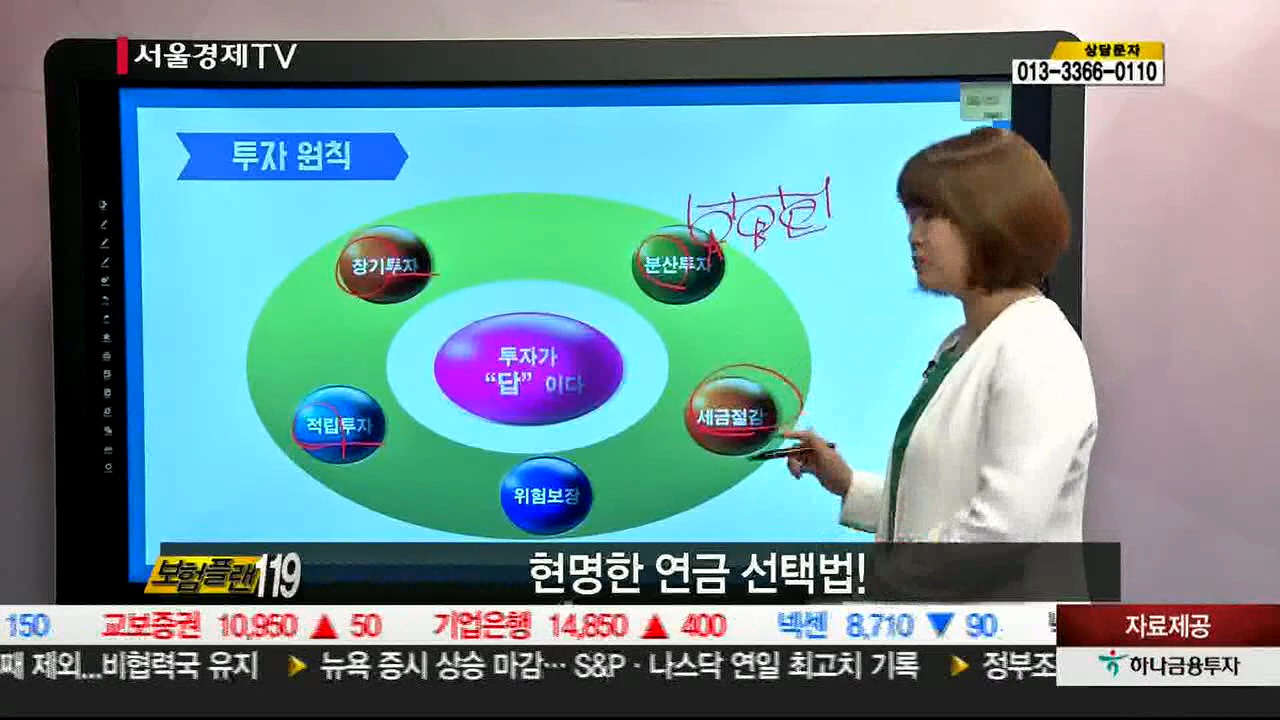 서울경제TV
상담문자
013-3366-0110
투자 원칙
장기투자
분산투자
투자가
“답” 이다
적립투자
세금절감
위험보장
A B
보험플랜119
현명한 연금 선택법!
150 교보증권 10,950 ▲ 50 기업은행 14,850 ▲ 400 넥센 8,710 ▼ 90
자료제공
째 제외...비협력국 유지 ▶ 뉴욕 증시 상승 마감… S&P·나스닥 연일 최고치 기록 ▶ 정부조
하나금융투자